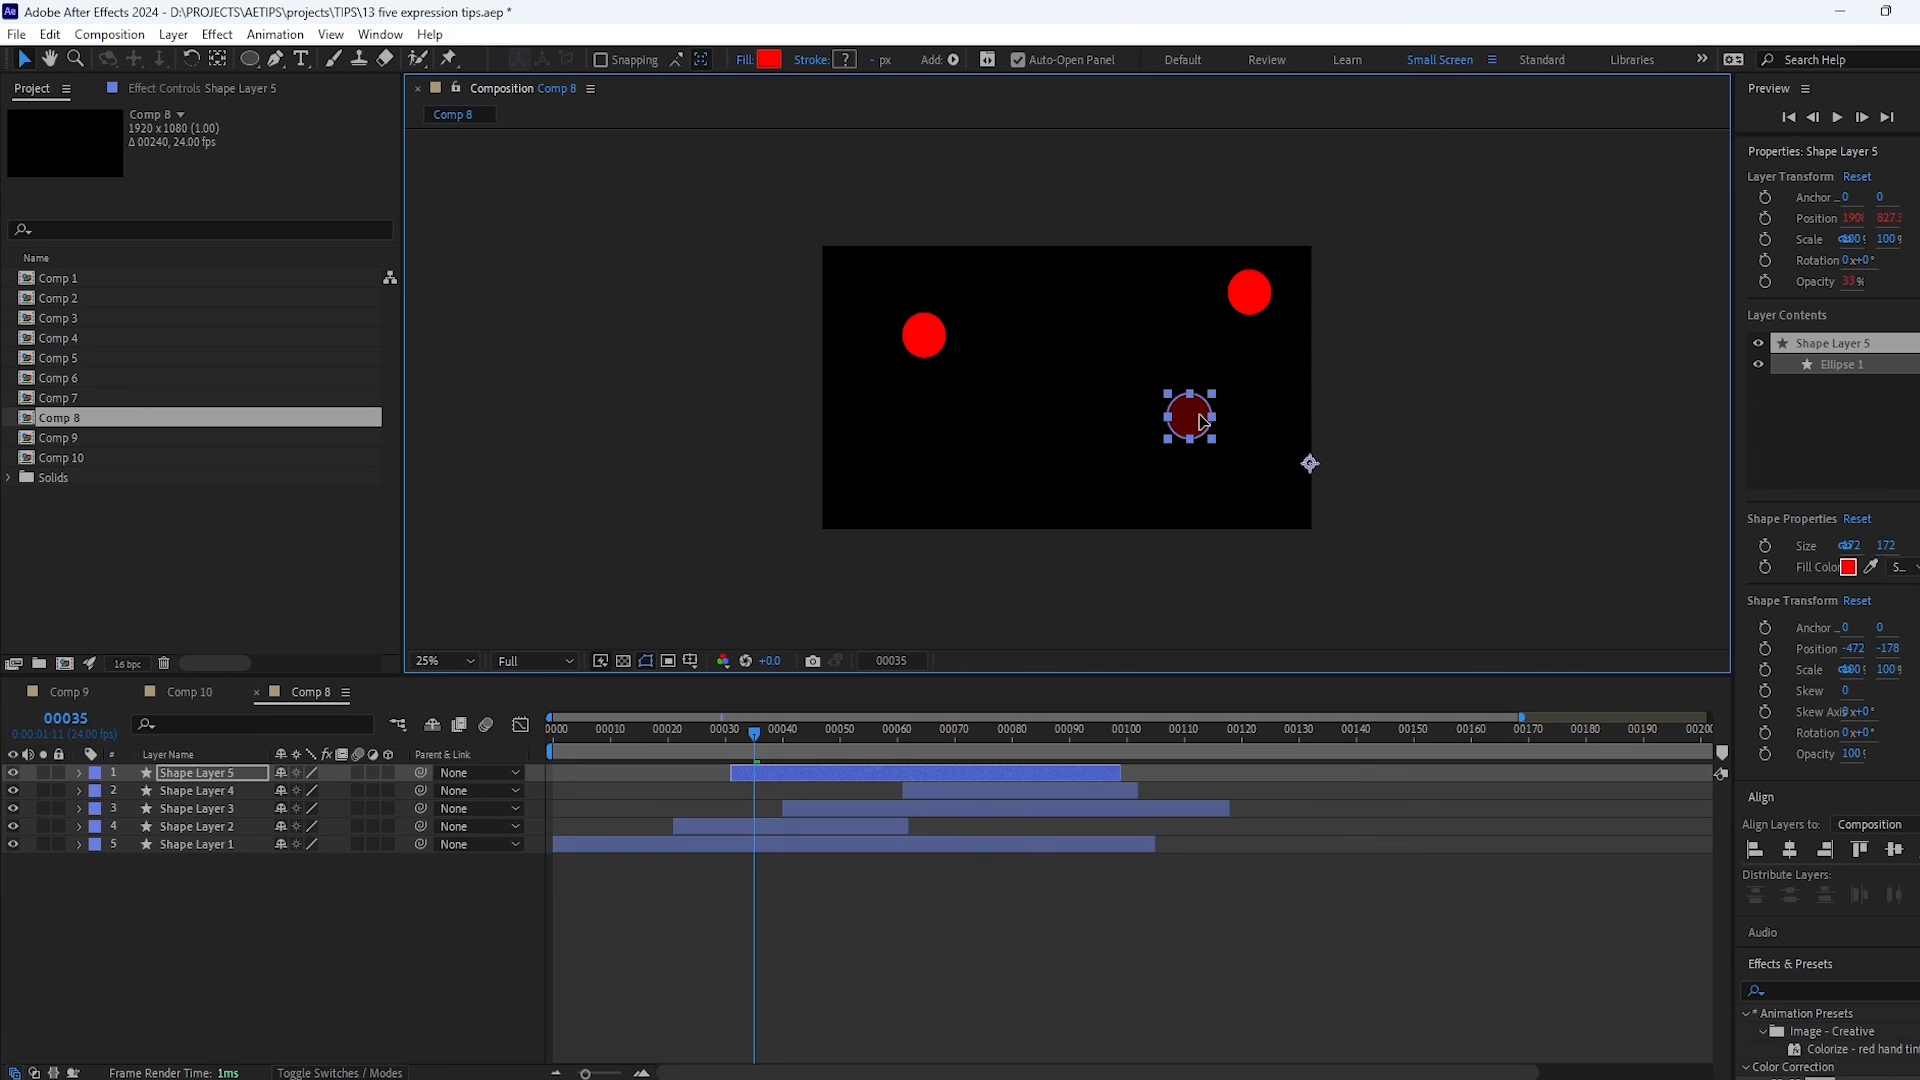 Adobe After Effects 2024 - D:\PROJECTS\AETIPS\projects\TIPS\13 five expression tips.aep *
File Edit Composition Layer Effect Animation View Window Help
Snapping Fill: Stroke: ? - px Add: Auto-Open Panel Default Review Learn Small Screen Standard Libraries Search Help
Project Effect Controls Shape Layer 5
Comp 8
1920 x 1080 (1.00)
Δ 00240, 24.00 fps
Name
Comp 1
Comp 2
Comp 3
Comp 4
Comp 5
Comp 6
Comp 7
Comp 8
Comp 9
Comp 10
Solids
16 bpc
Composition Comp 8
Comp 8
25% Full +0.0 00035
Preview
Properties: Shape Layer 5
Layer Transform Reset
Anchor 0 0
Position 827.
Scale 100%
Rotation 0x+0°
Opacity 33%
Layer Contents
Shape Layer 5
Ellipse 1
Shape Properties Reset
Size 172
Fill Color S...
Shape Transform Reset
Anchor 0 0
Position -472 -178
Scale 100%
Skew 0
Skew Axis
Rotation 0x+0°
Opacity 100%
Align
Align Layers to: Composition
Distribute Layers:
Audio
Effects & Presets
* Animation Presets
Image - Creative
Colorize - red hand tin
Color Correction
Comp 9 Comp 10 Comp 8
00035
0:00:01:11 (24.00 fps)
0000 00010 00020 00030 00040 00050 00060 00070 00080 00090 00100 00110 00120 00130 00140 00150 00160 00170 00180 00190 0020
# Layer Name fx Parent & Link
1 Shape Layer 5 None
2 Shape Layer 4 None
3 Shape Layer 3 None
4 Shape Layer 2 None
5 Shape Layer 1 None
Frame Render Time: 1ms Toggle Switches / Modes